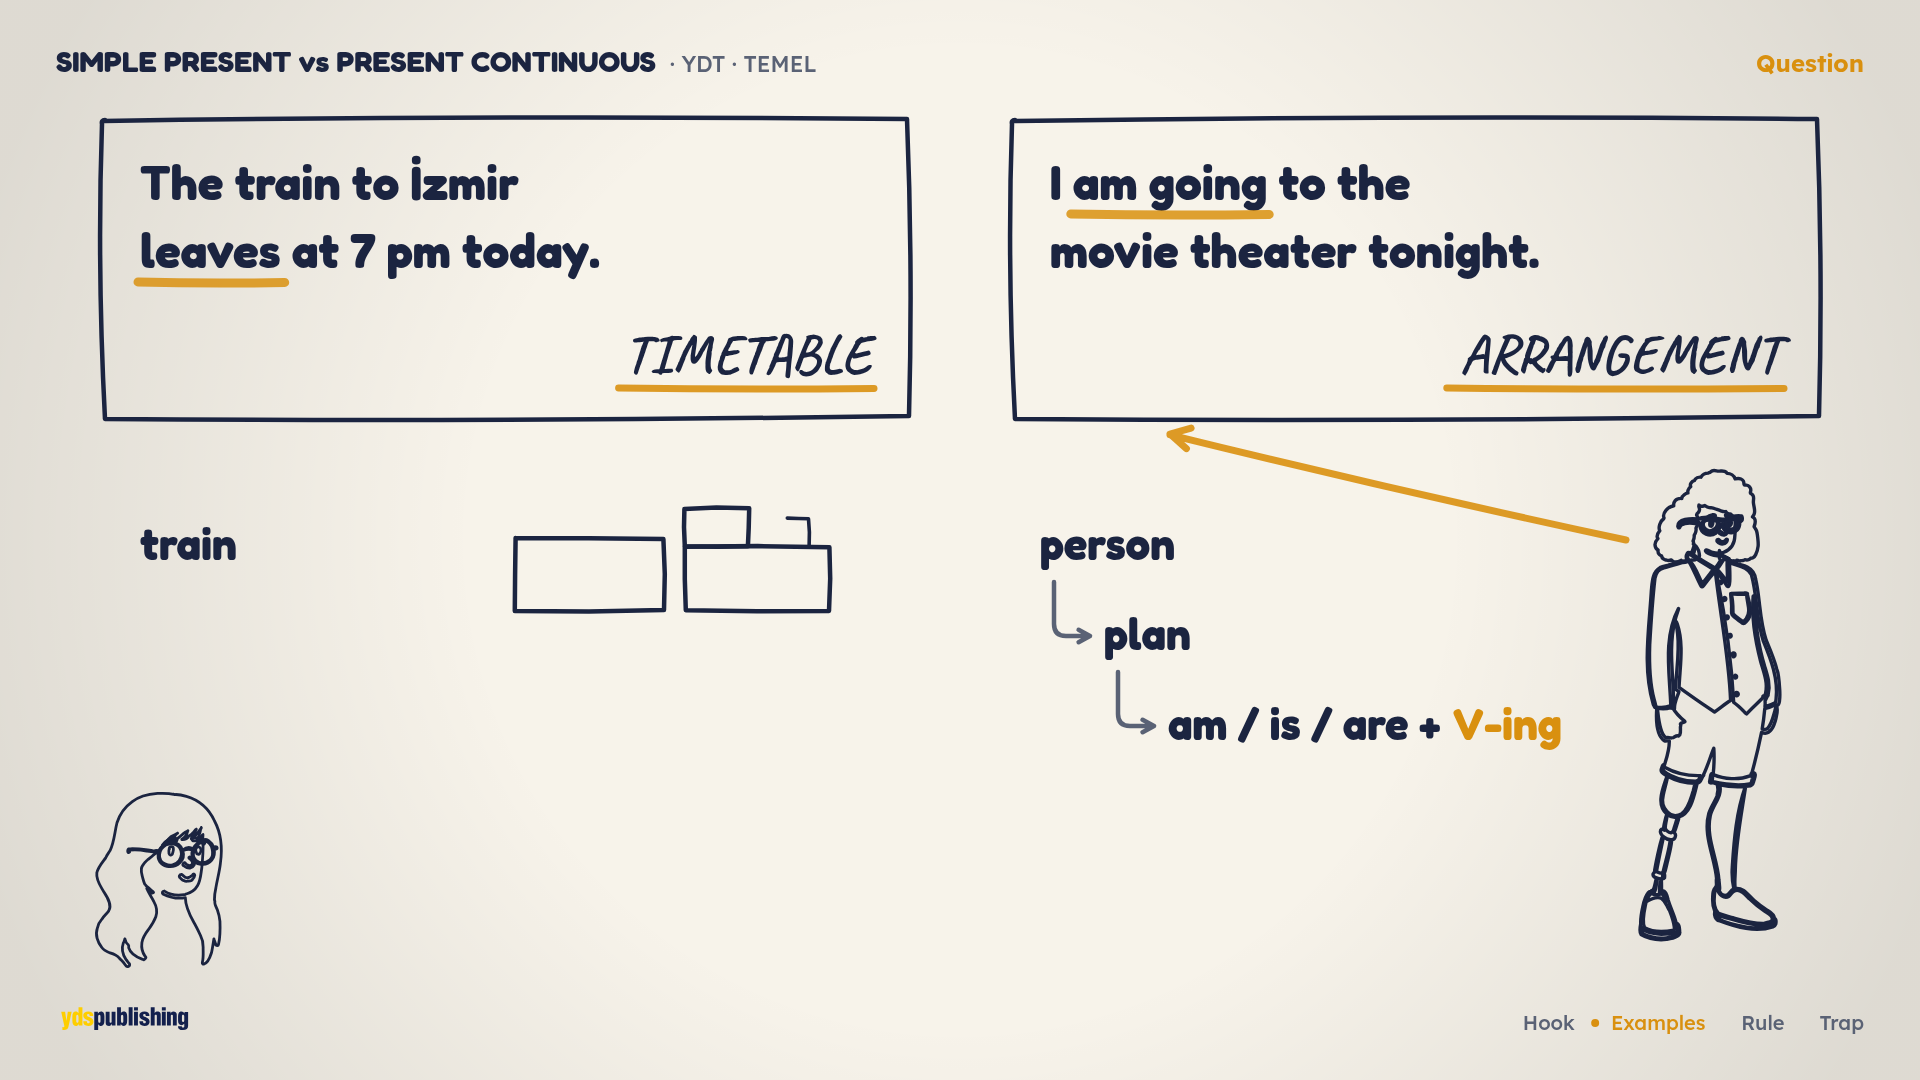 SIMPLE PRESENT vs PRESENT CONTINUOUS · YDT · TEMEL
Question
The train to İzmir
leaves at 7 pm today.
TIMETABLE
I am going to the
movie theater tonight.
ARRANGEMENT
train
person
plan
am / is / are + V-ing
ydspublishing
Hook • Examples Rule Trap